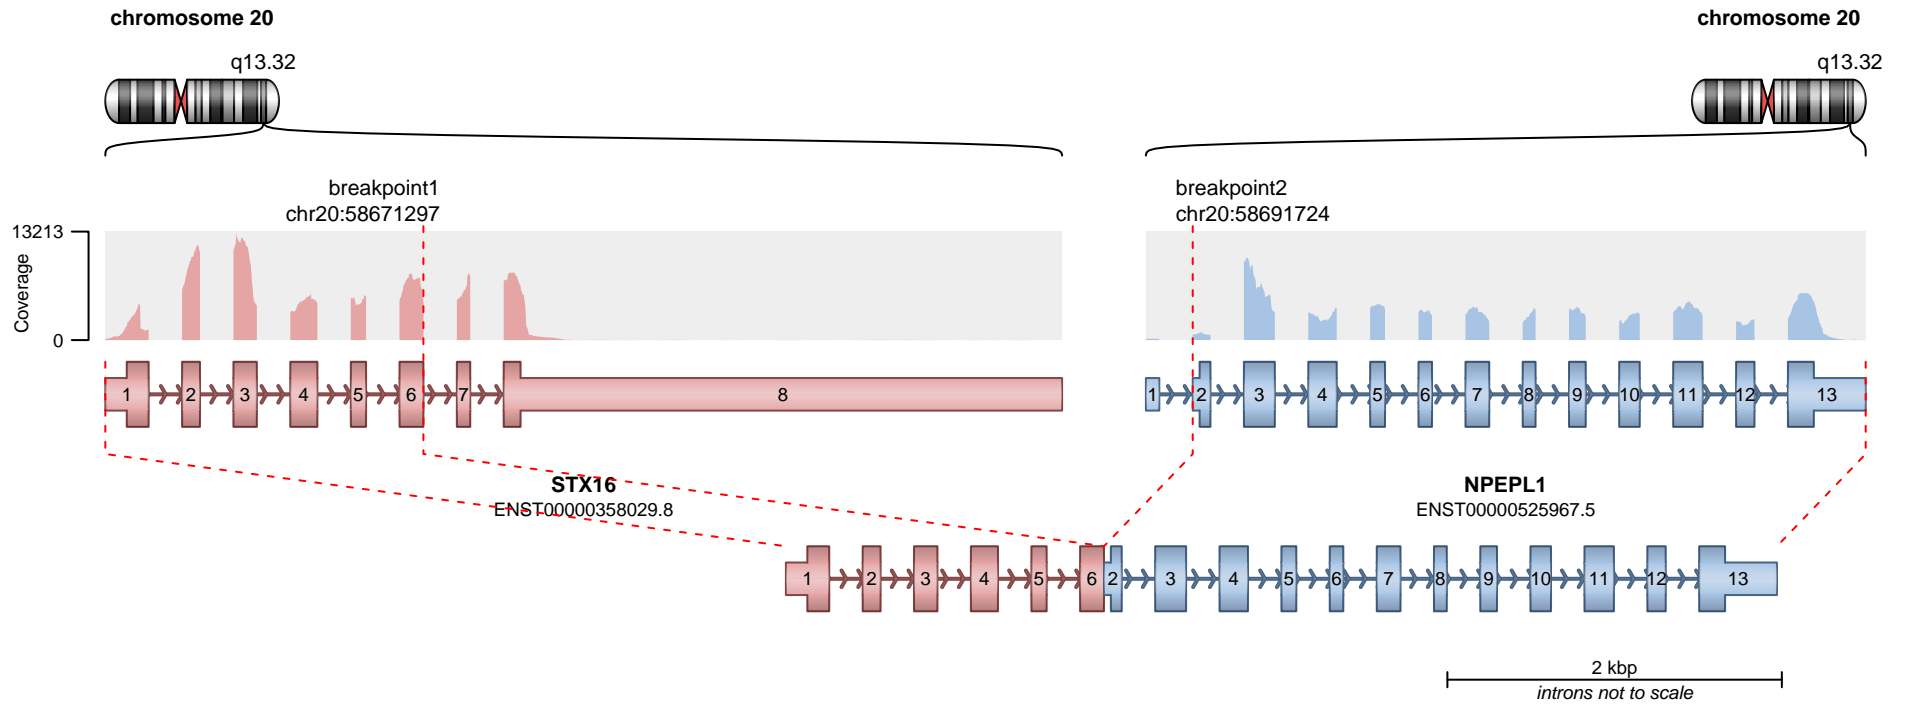 chromosome 20
chromosome 20
q13.32
q13.32
breakpoint1
chr20:58671297
breakpoint2
chr20:58691724
13213
Coverage
0
1 2 3 4 5 6 7 8
1 2 3 4 5 6 7 8 9 10 11 12 13
STX16
ENST00000358029.8
NPEPL1
ENST00000525967.5
1 2 3 4 5 6 2 3 4 5 6 7 8 9 10 11 12 13
2 kbp
introns not to scale